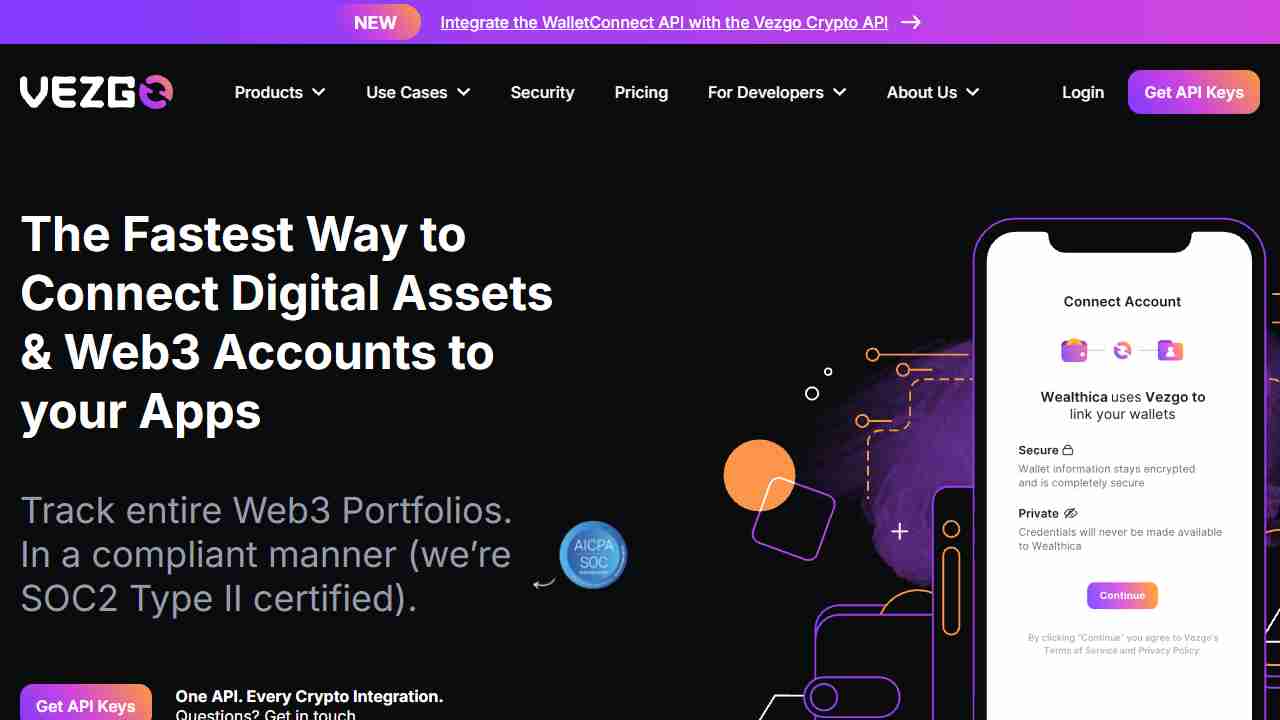 NEW Integrate the WalletConnect API with the Vezgo Crypto API
VEZGO
Products Use Cases Security Pricing For Developers About Us Login Get API Keys
The Fastest Way to
Connect Digital Assets
& Web3 Accounts to
your Apps
Track entire Web3 Portfolios.
In a compliant manner (we're
SOC2 Type II certified).
AICPA
SOC
Get API Keys
One API. Every Crypto Integration.
Questions? Get in touch
Connect Account
Wealthica uses Vezgo to
link your wallets
Secure
Wallet information stays encrypted
and is completely secure
Private
Credentials will never be made available
to Wealthica
Continue
By clicking "Continue" you agree to Vezgo's
Terms of Service and Privacy Policy